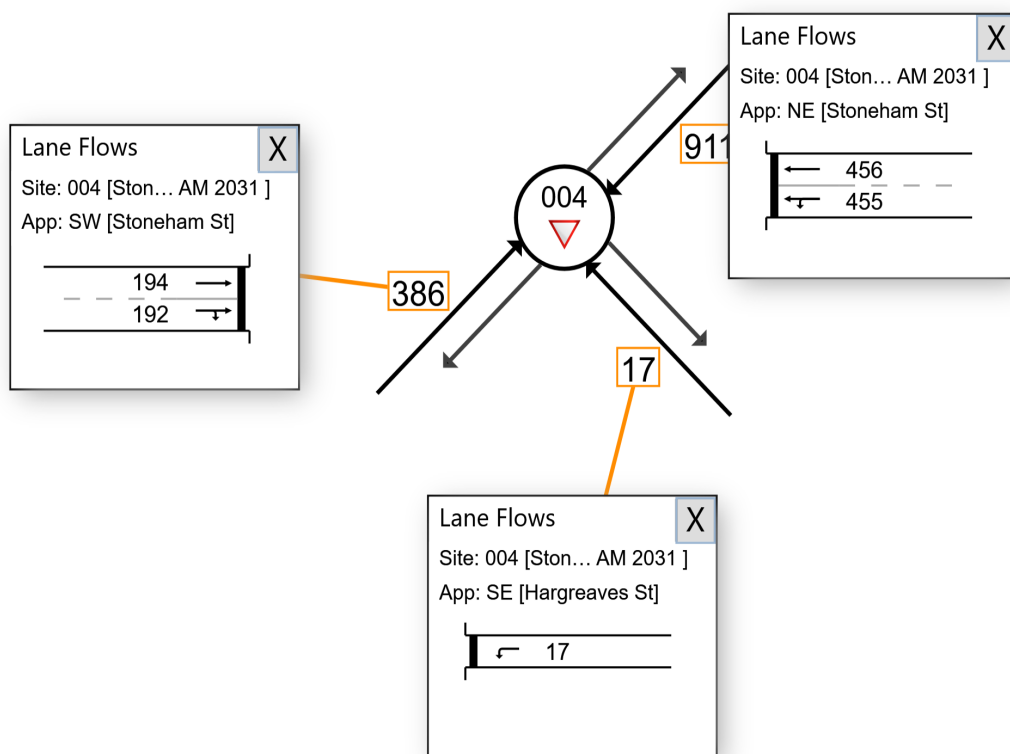 Lane Flows X
Site: 004 [Ston... AM 2031 ]
App: NE [Stoneham St]
456
455
911
004
Lane Flows X
Site: 004 [Ston... AM 2031 ]
App: SW [Stoneham St]
194
192
386
17
Lane Flows X
Site: 004 [Ston... AM 2031 ]
App: SE [Hargreaves St]
17